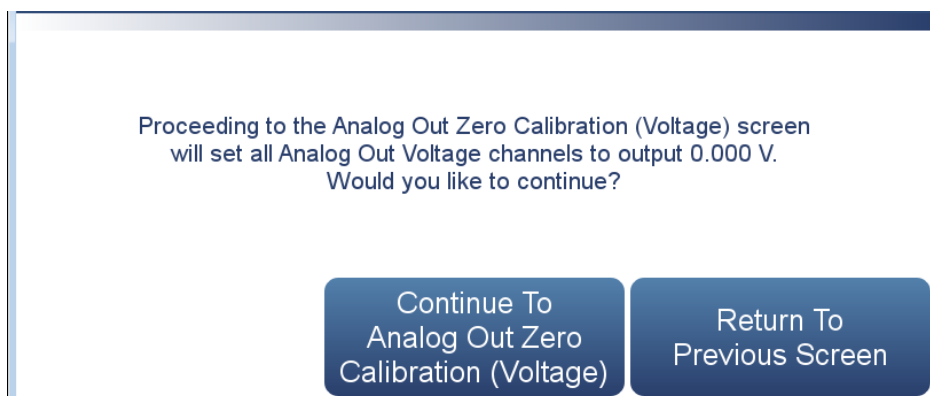 Proceeding to the Analog Out Zero Calibration (Voltage) screen
will set all Analog Out Voltage channels to output 0.000 V.
Would you like to continue?
Continue To
Analog Out Zero
Calibration (Voltage)
Return To
Previous Screen